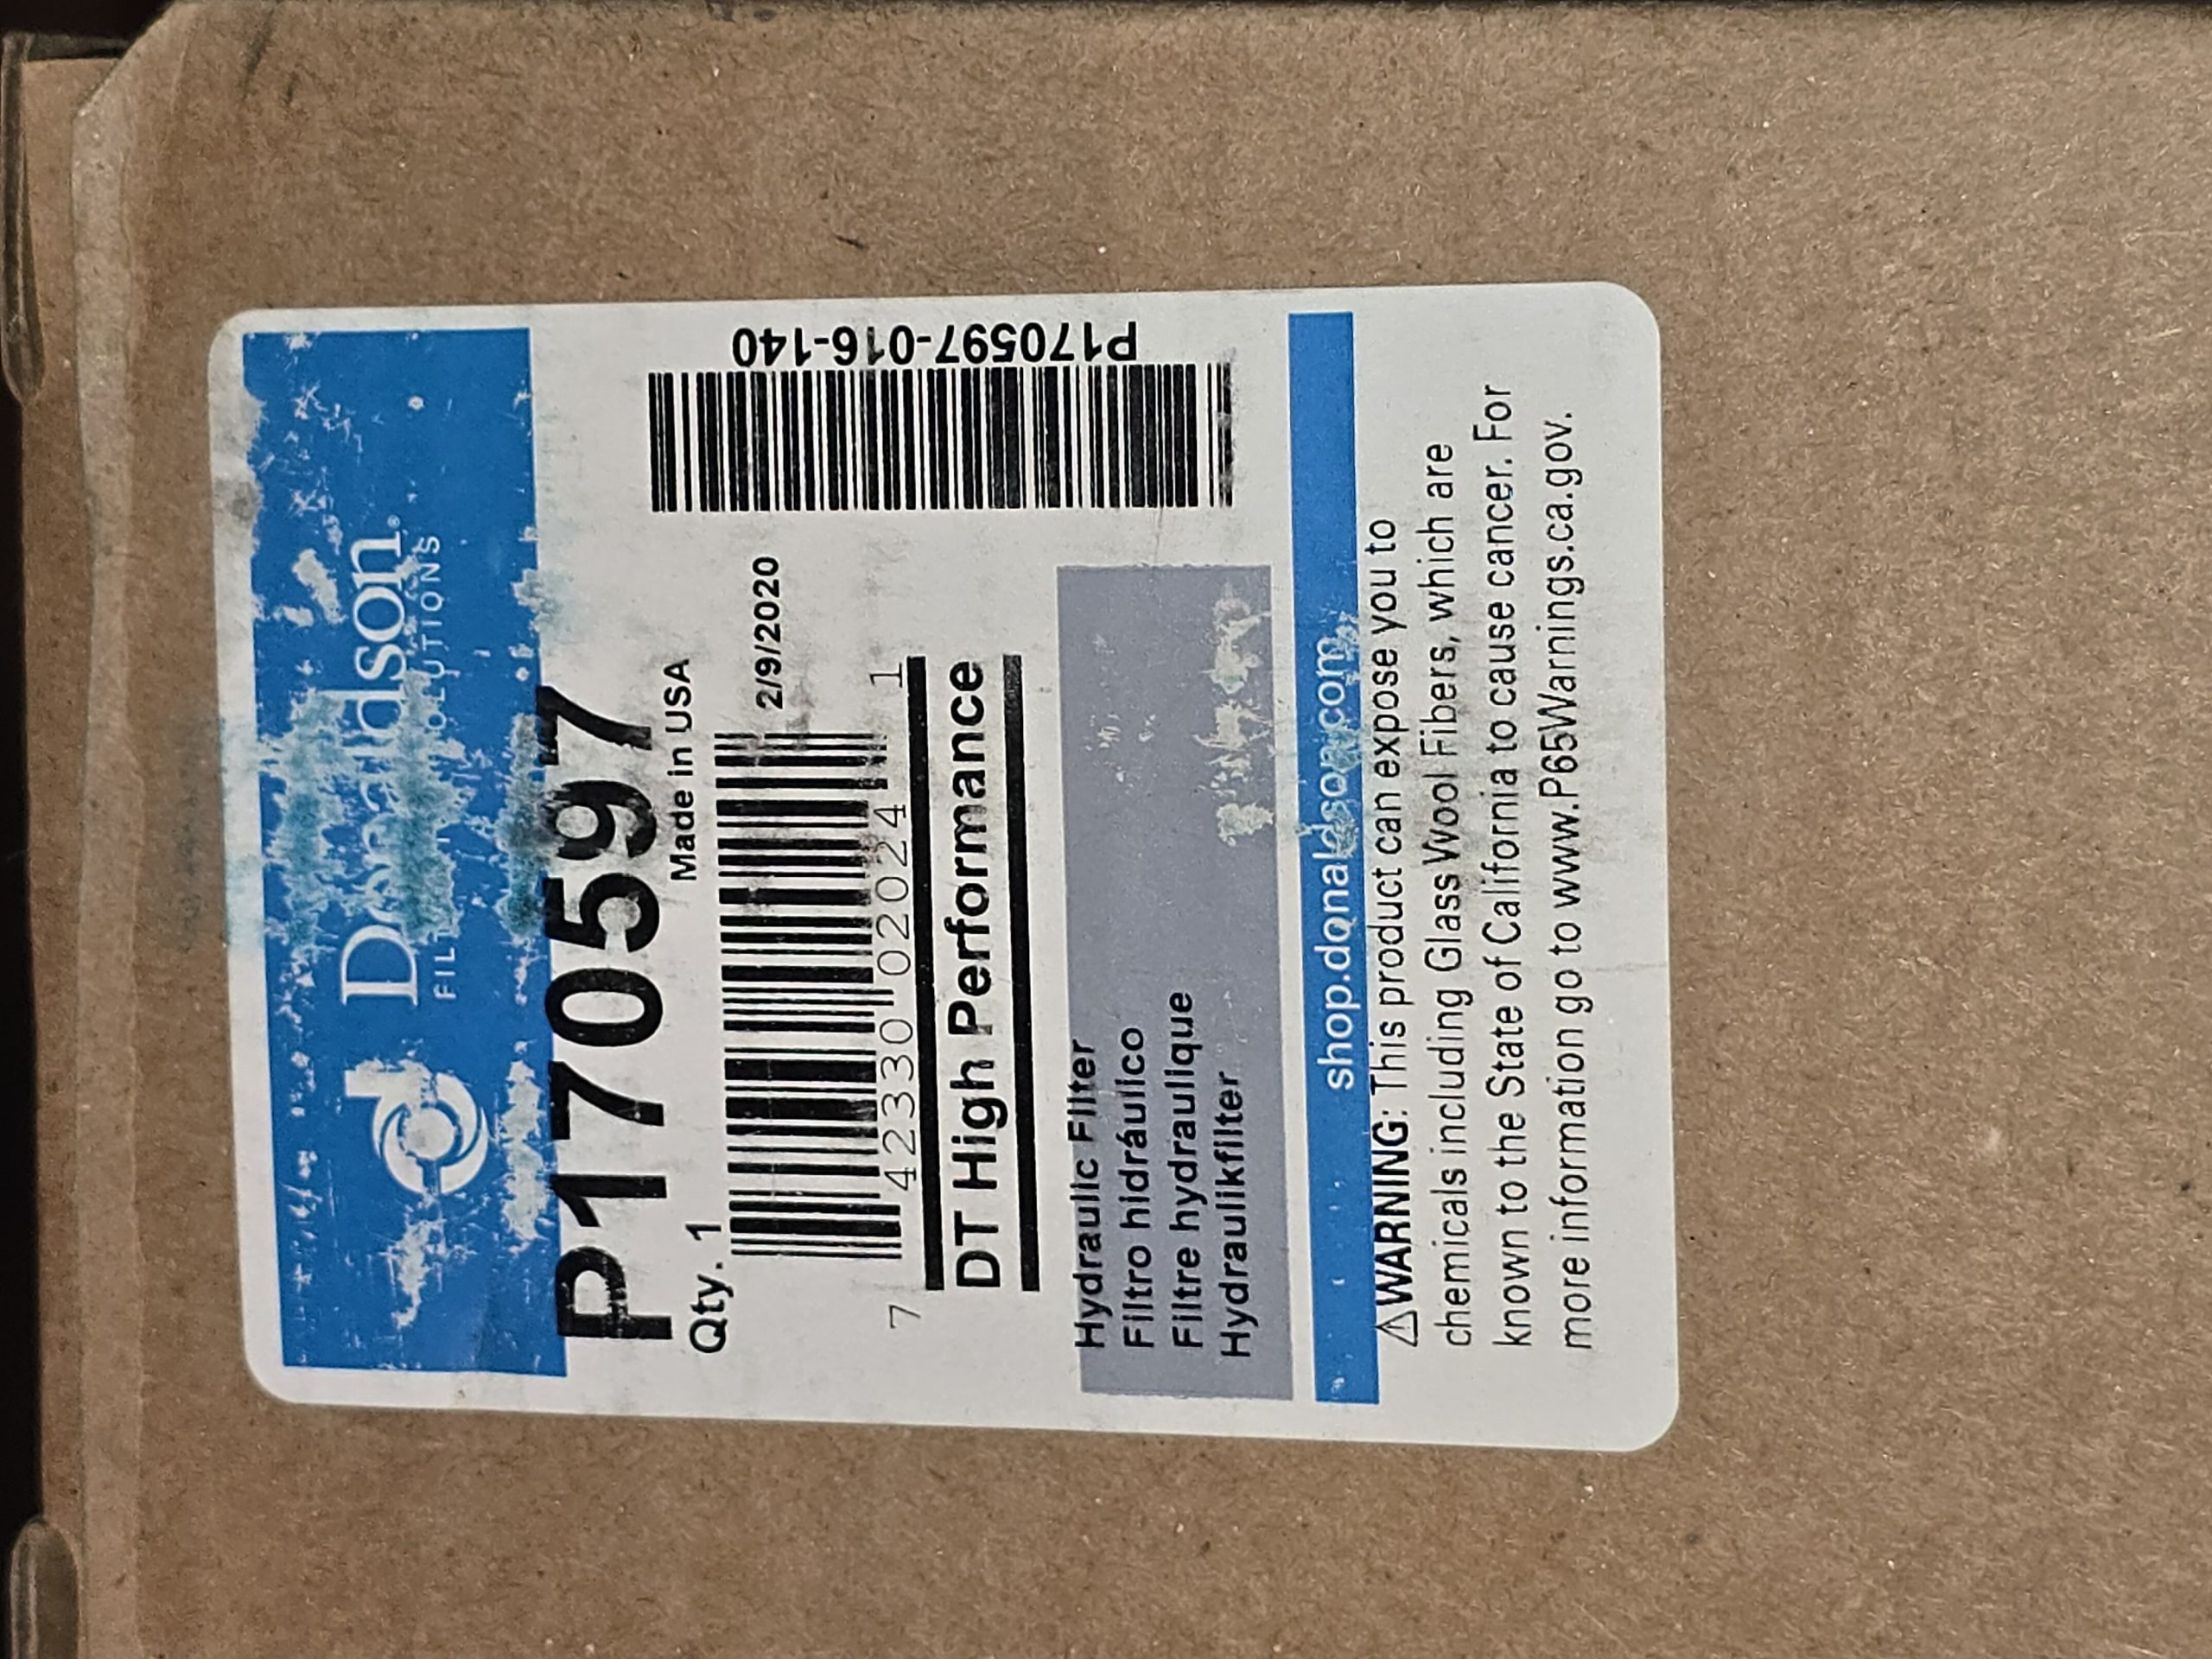 Donaldson®
FILTRATION SOLUTIONS
P170597
Made in USA
Qty. 1
2/9/2020
7 42330 02024 1
DT High Performance
P170597-016-140
Hydraulic Filter
Filtro hidráulico
Filtre hydraulique
Hydraulikfilter
shop.donaldson.com
⚠WARNING: This product can expose you to
chemicals including Glass Wool Fibers, which are
known to the State of California to cause cancer. For
more information go to www.P65Warnings.ca.gov.